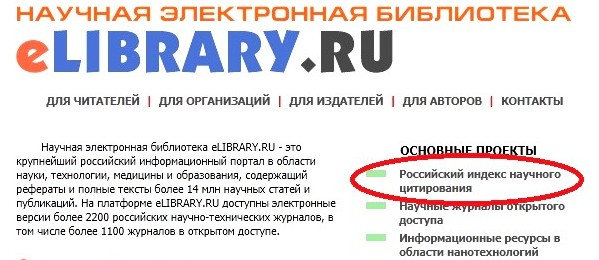 НАУЧНАЯ ЭЛЕКТРОННАЯ БИБЛИОТЕКА
eLIBRARY.RU
ДЛЯ ЧИТАТЕЛЕЙ | ДЛЯ ОРГАНИЗАЦИЙ | ДЛЯ ИЗДАТЕЛЕЙ | ДЛЯ АВТОРОВ | КОНТАКТЫ
Научная электронная библиотека eLIBRARY.RU - это
крупнейший российский информационный портал в области
науки, технологии, медицины и образования, содержащий
рефераты и полные тексты более 14 млн научных статей и
публикаций. На платформе eLIBRARY.RU доступны электронные
версии более 2200 российских научно-технических журналов, в
том числе более 1100 журналов в открытом доступе.
ОСНОВНЫЕ ПРОЕКТЫ
Российский индекс научного
цитирования
Научные журналы открытого
доступа
Информационные ресурсы в
области нанотехнологий